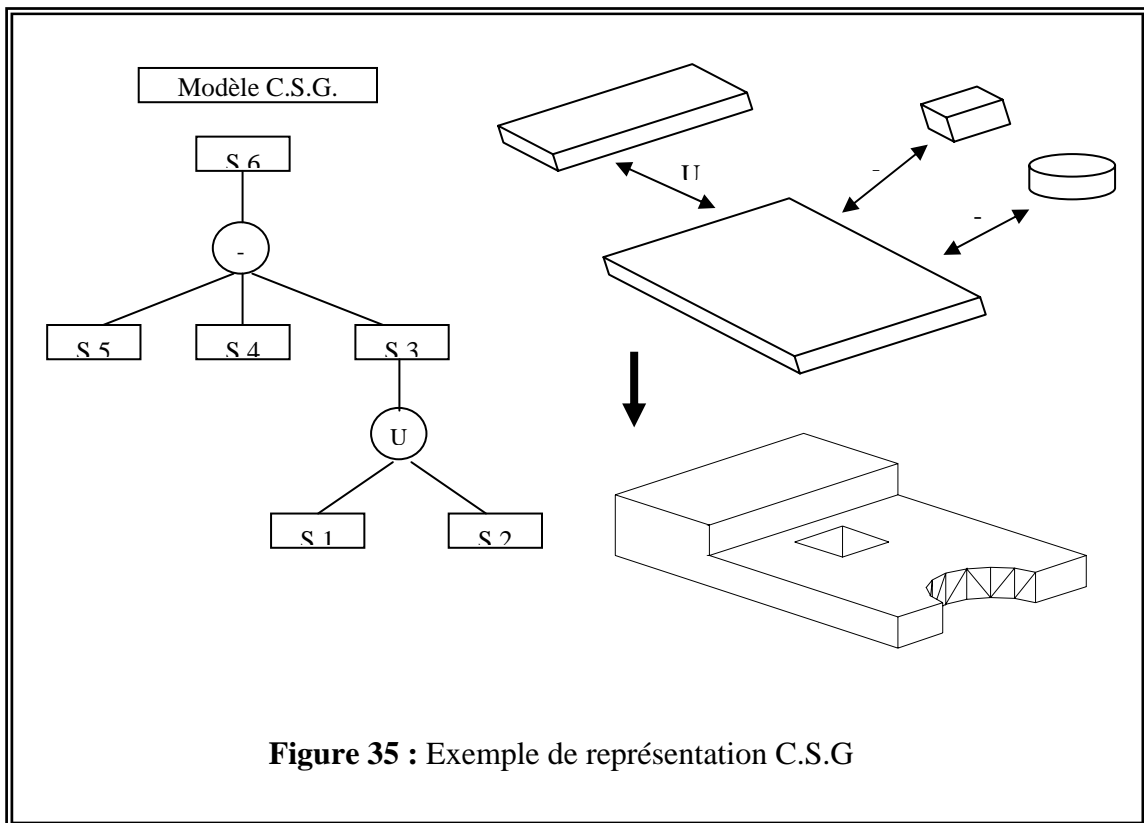 Modèle C.S.G.
S 6
U
-
-
-
S 5
S 4
S 3
U
S 1
S 2
Figure 35 : Exemple de représentation C.S.G